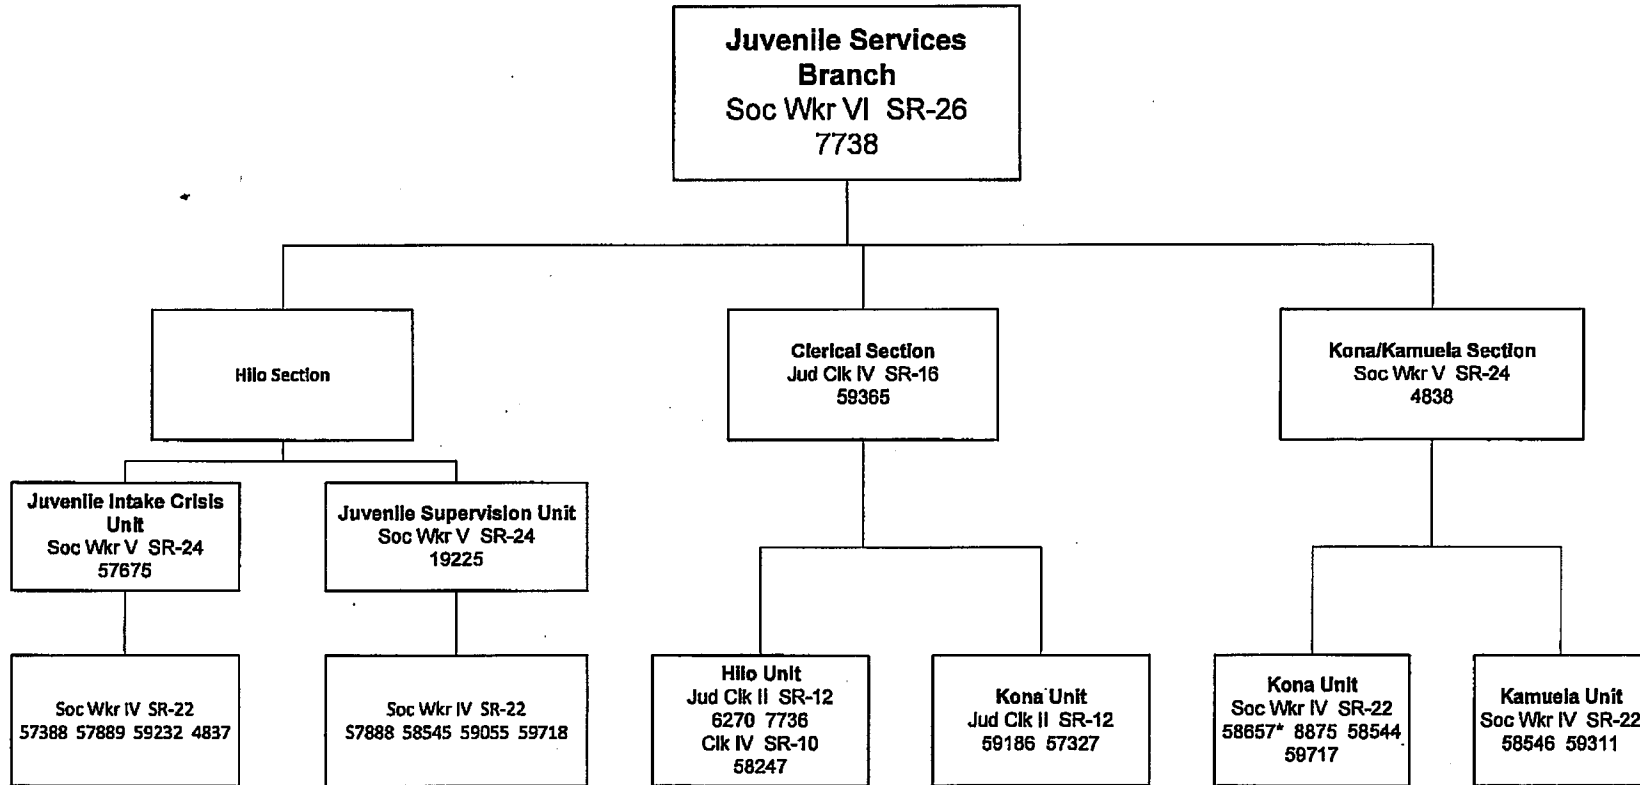 Juvenile Services
Branch
Soc Wkr VI SR-26
7738
Hilo Section
Clerical Section
Jud Clk IV SR-16
59365
Kona/Kamuela Section
Soc Wkr V SR-24
4838
Juvenile Intake Crisis
Unit
Soc Wkr V SR-24
57675
Juvenile Supervision Unit
Soc Wkr V SR-24
19225
Soc Wkr IV SR-22
57388 57889 59232 4837
Soc Wkr IV SR-22
57888 58545 59055 59718
Hilo Unit
Jud Clk II SR-12
6270 7736
Clk IV SR-10
58247
Kona Unit
Jud Clk II SR-12
59186 57327
Kona Unit
Soc Wkr IV SR-22
58657* 8875 58544
59717
Kamuela Unit
Soc Wkr IV SR-22
58546 59311